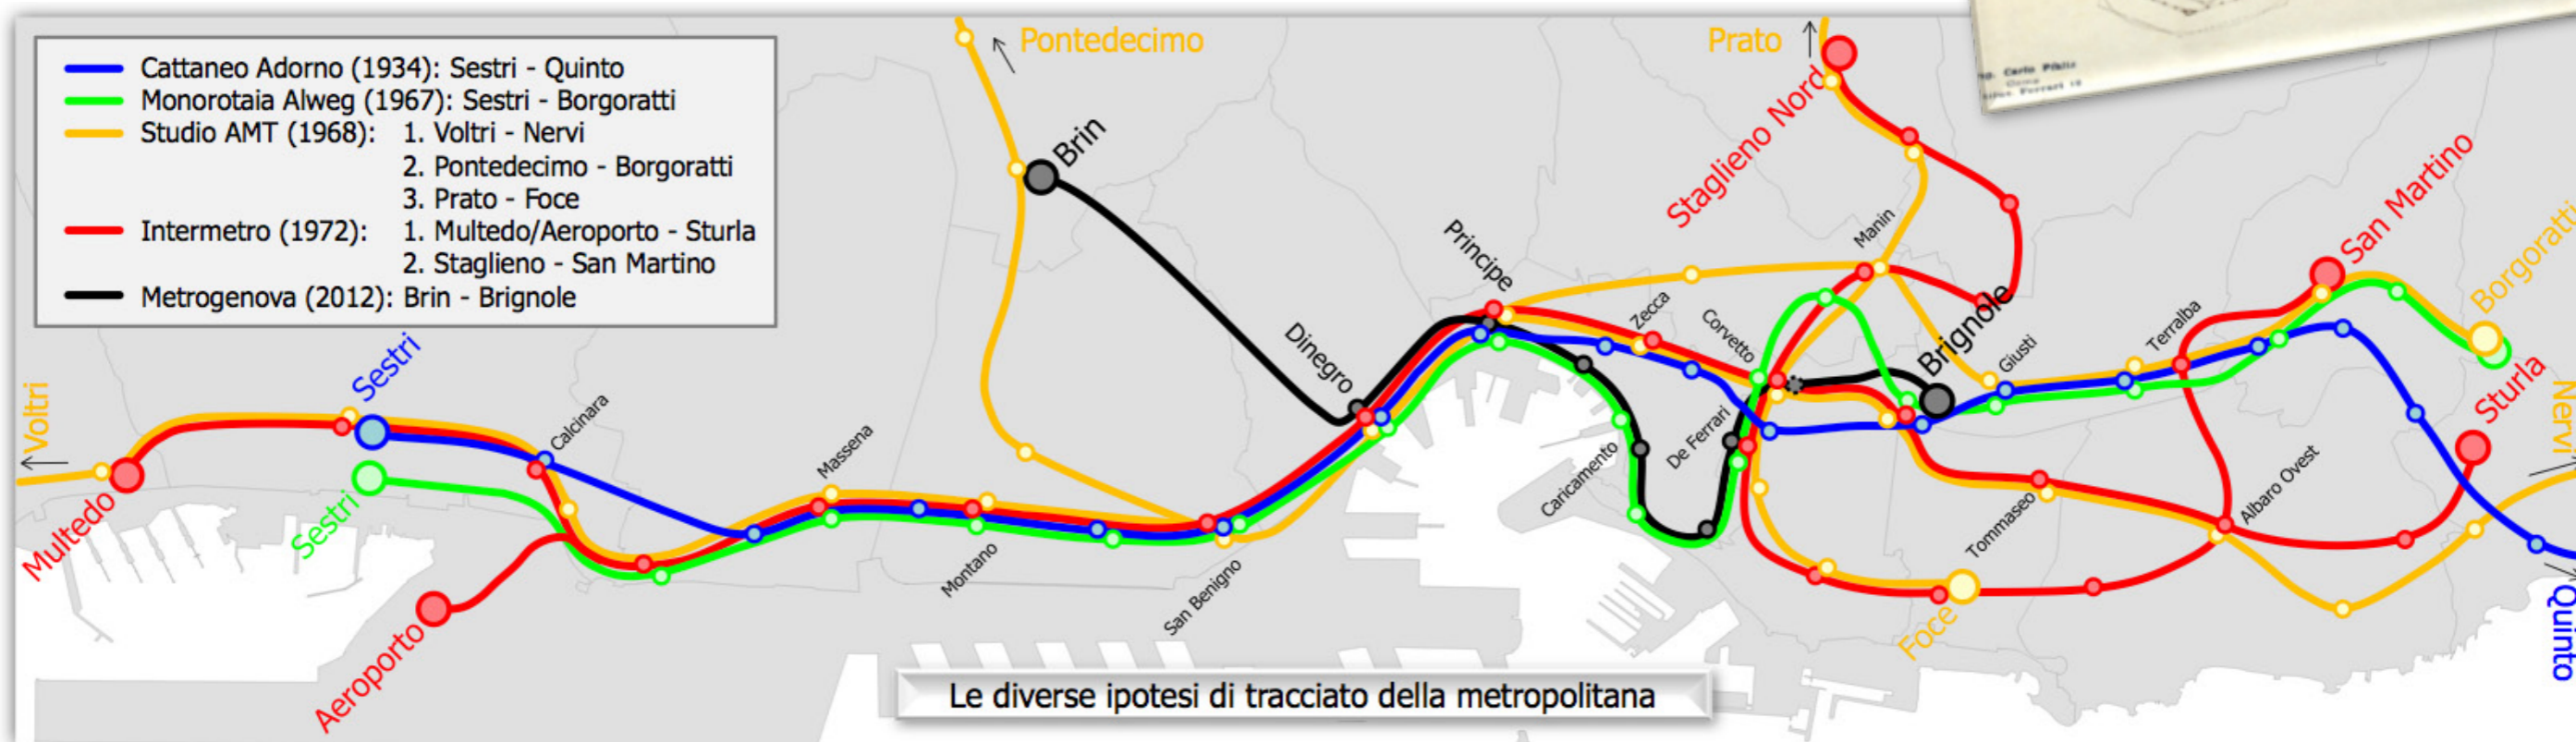 Cattaneo Adorno (1934): Sestri - Quinto
Monorotaia Alweg (1967): Sestri - Borgoratti
Studio AMT (1968): 1. Voltri - Nervi
2. Pontedecimo - Borgoratti
3. Prato - Foce
Intermetro (1972): 1. Multedo/Aeroporto - Sturla
2. Staglieno - San Martino
Metrogenova (2012): Brin - Brignole
Pontedecimo
Prato
Carlo
Brin
Staglieno Nord
San Martino
Borgoratti
Manin
Principe
Zecca
Corvetto
Dinegro
Brignole
Giusti
Terralba
Sturla
Nervi
Voltri
Sestri
Calcinara
Massena
De Ferrari
Caricamento
Albaro Ovest
Multedo
Sestri
Montano
San Benigno
Tommaseo
Foce
Quinto
Aeroporto
Le diverse ipotesi di tracciato della metropolitana